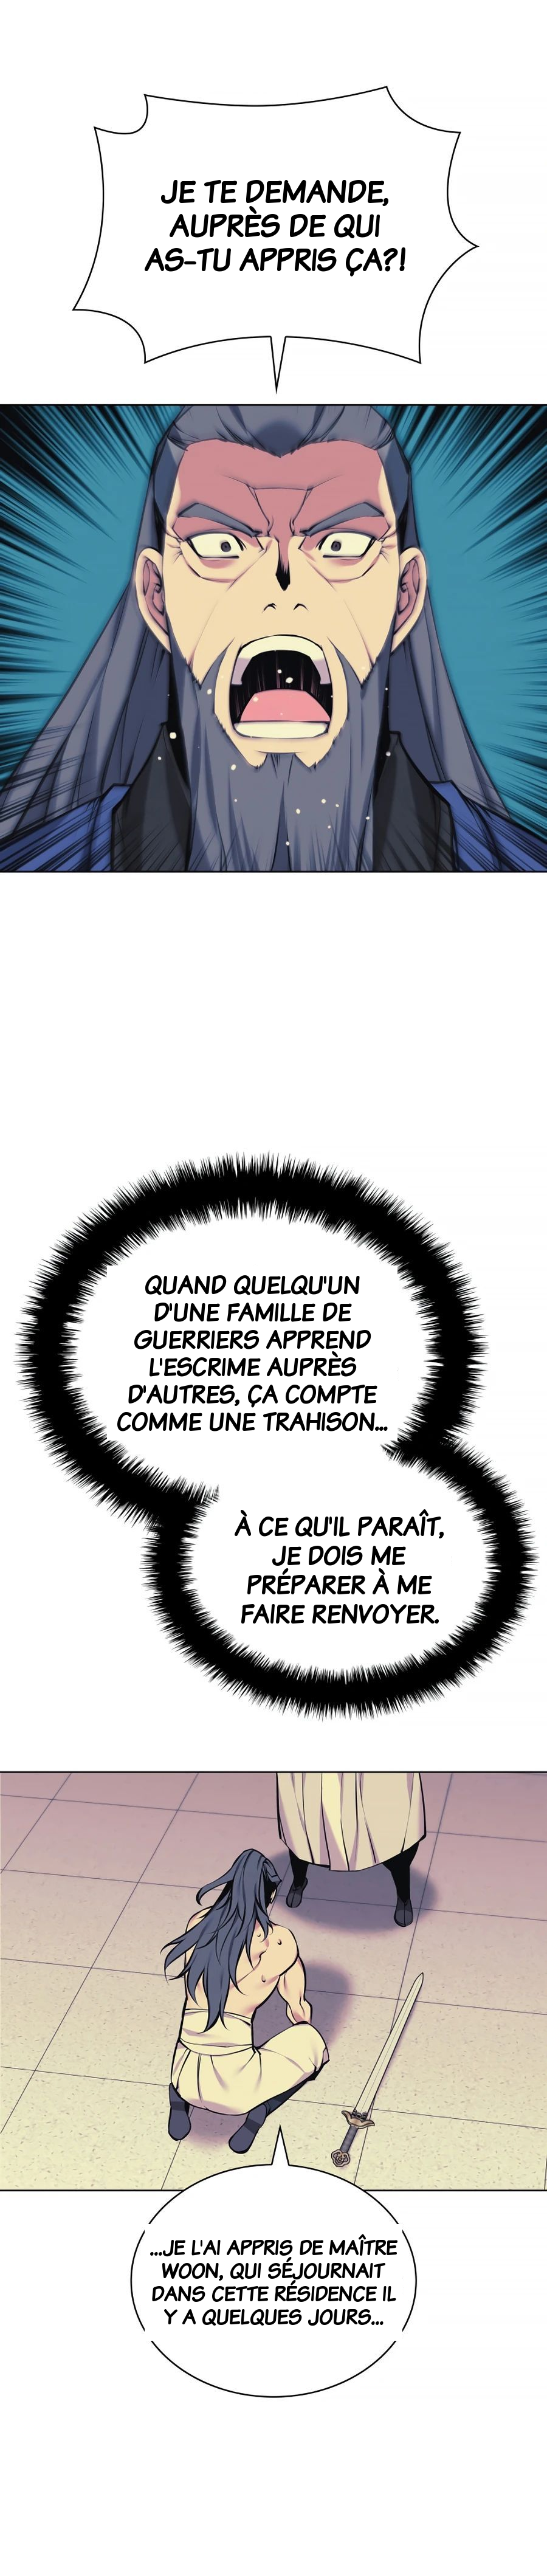 JE TE DEMANDE,
AUPRÈS DE QUI
AS-TU APPRIS ÇA?!
QUAND QUELQU'UN
D'UNE FAMILLE DE
GUERRIERS APPREND
L'ESCRIME AUPRÈS
D'AUTRES, ÇA COMPTE
COMME UNE TRAHISON...
À CE QU'IL PARAÎT,
JE DOIS ME
PRÉPARER À ME
FAIRE RENVOYER.
...JE L'AI APPRIS DE MAÎTRE
WOON, QUI SÉJOURNAIT
DANS CETTE RÉSIDENCE IL
Y A QUELQUES JOURS...